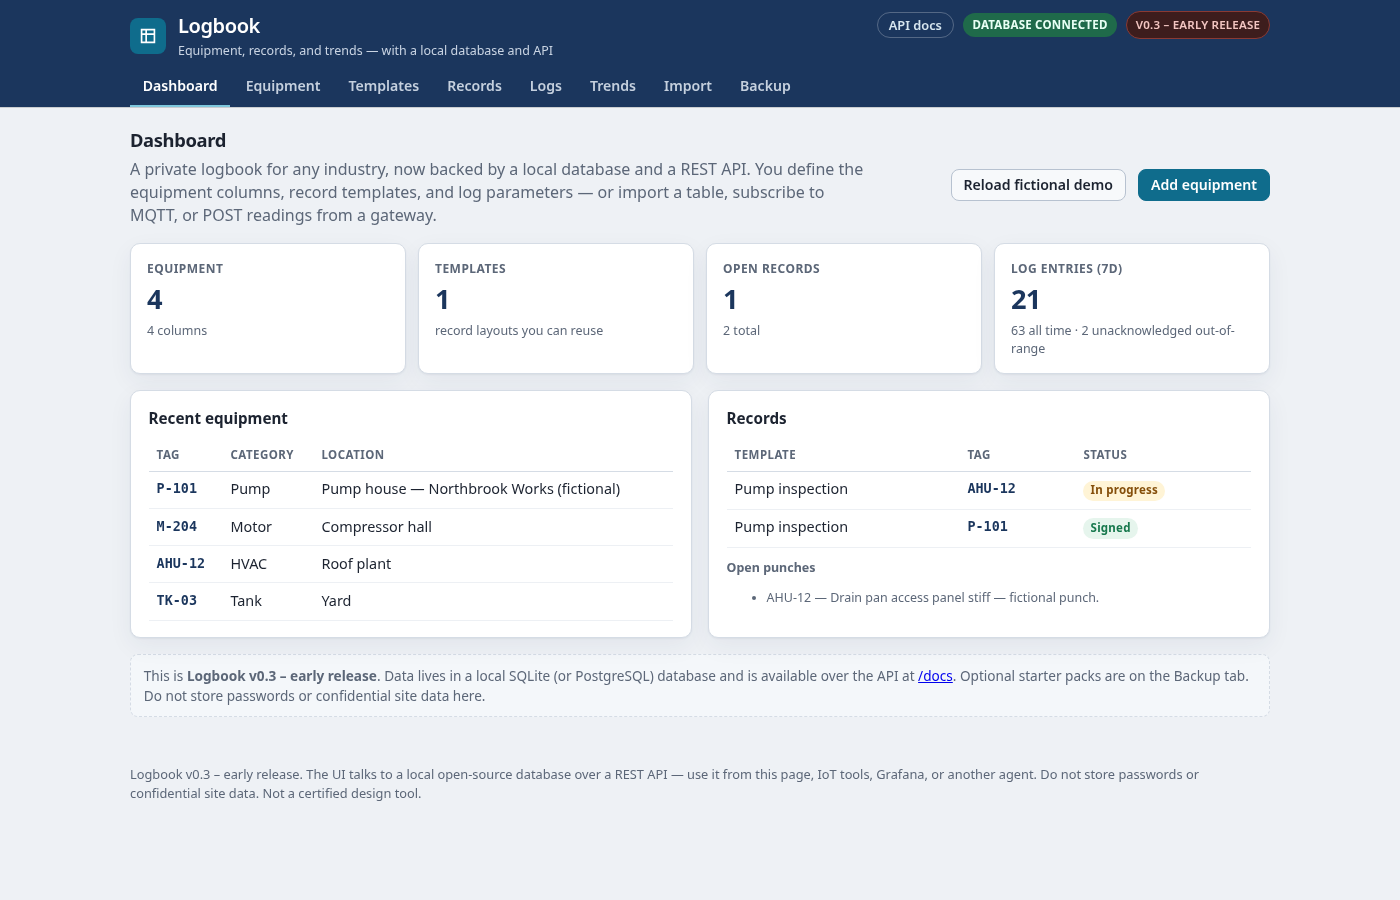 Logbook
Equipment, records, and trends — with a local database and API
API docs
DATABASE CONNECTED
V0.3 – EARLY RELEASE
Dashboard
Equipment
Templates
Records
Logs
Trends
Import
Backup
Dashboard
A private logbook for any industry, now backed by a local database and a REST API. You define the
equipment columns, record templates, and log parameters — or import a table, subscribe to
MQTT, or POST readings from a gateway.
Reload fictional demo
Add equipment
EQUIPMENT
4
4 columns
TEMPLATES
1
record layouts you can reuse
OPEN RECORDS
1
2 total
LOG ENTRIES (7D)
21
63 all time · 2 unacknowledged out-of-
range
Recent equipment
TAG CATEGORY LOCATION
P-101 Pump Pump house — Northbrook Works (fictional)
M-204 Motor Compressor hall
AHU-12 HVAC Roof plant
TK-03 Tank Yard
Records
TEMPLATE TAG STATUS
Pump inspection AHU-12 In progress
Pump inspection P-101 Signed
Open punches
• AHU-12 — Drain pan access panel stiff — fictional punch.
This is Logbook v0.3 – early release. Data lives in a local SQLite (or PostgreSQL) database and is available over the API at /docs. Optional starter packs are on the Backup tab.
Do not store passwords or confidential site data here.
Logbook v0.3 – early release. The UI talks to a local open-source database over a REST API — use it from this page, IoT tools, Grafana, or another agent. Do not store passwords or
confidential site data. Not a certified design tool.